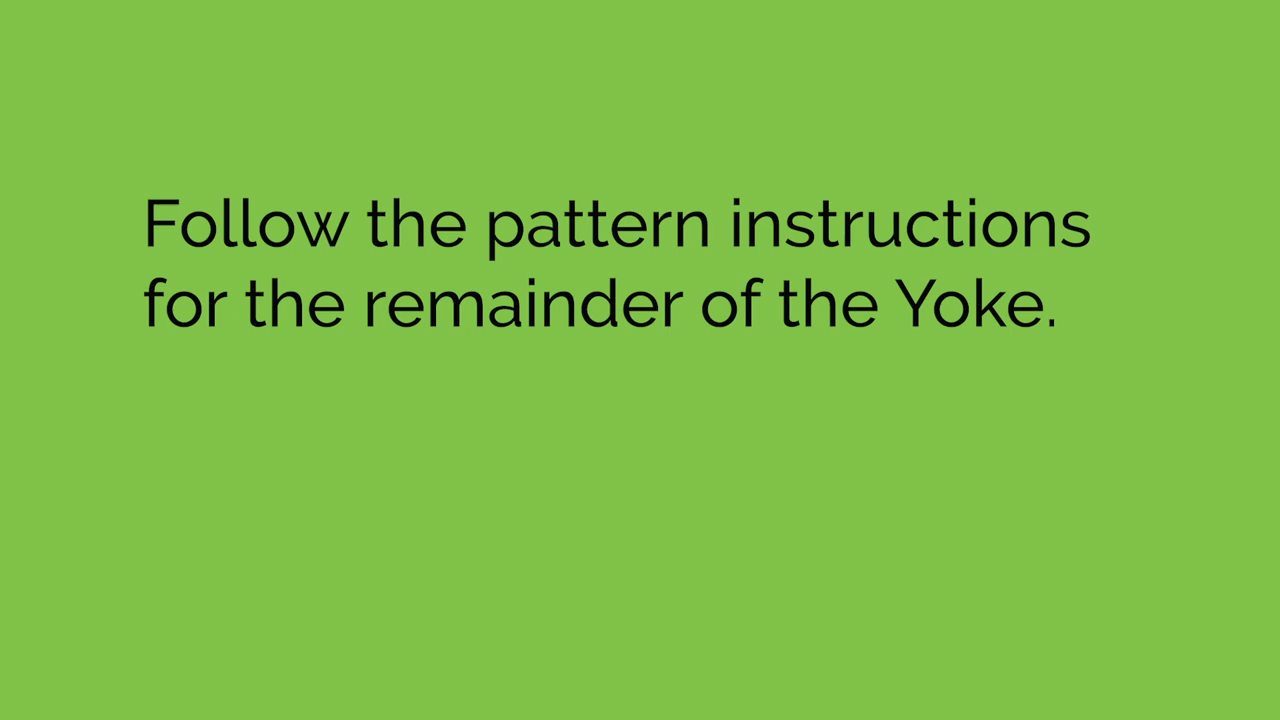 Follow the pattern instructions
for the remainder of the Yoke.